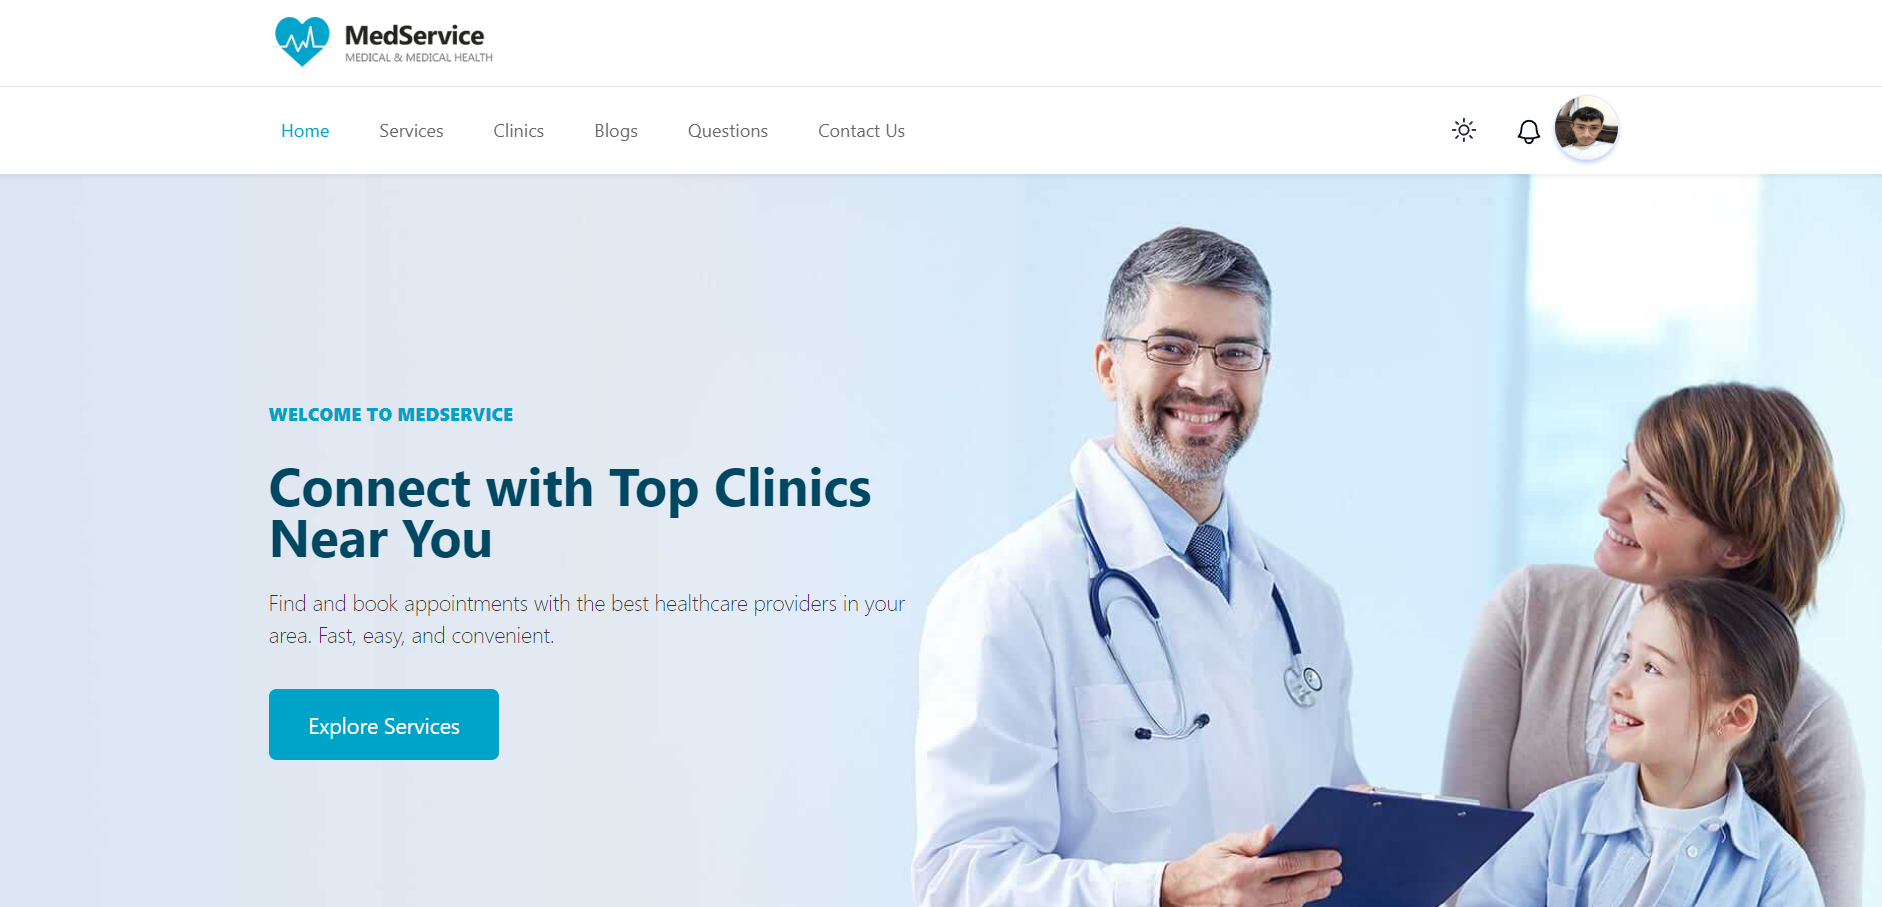 MedService
MEDICAL & MEDICAL HEALTH
Home Services Clinics Blogs Questions Contact Us
WELCOME TO MEDSERVICE
Connect with Top Clinics
Near You
Find and book appointments with the best healthcare providers in your
area. Fast, easy, and convenient.
Explore Services